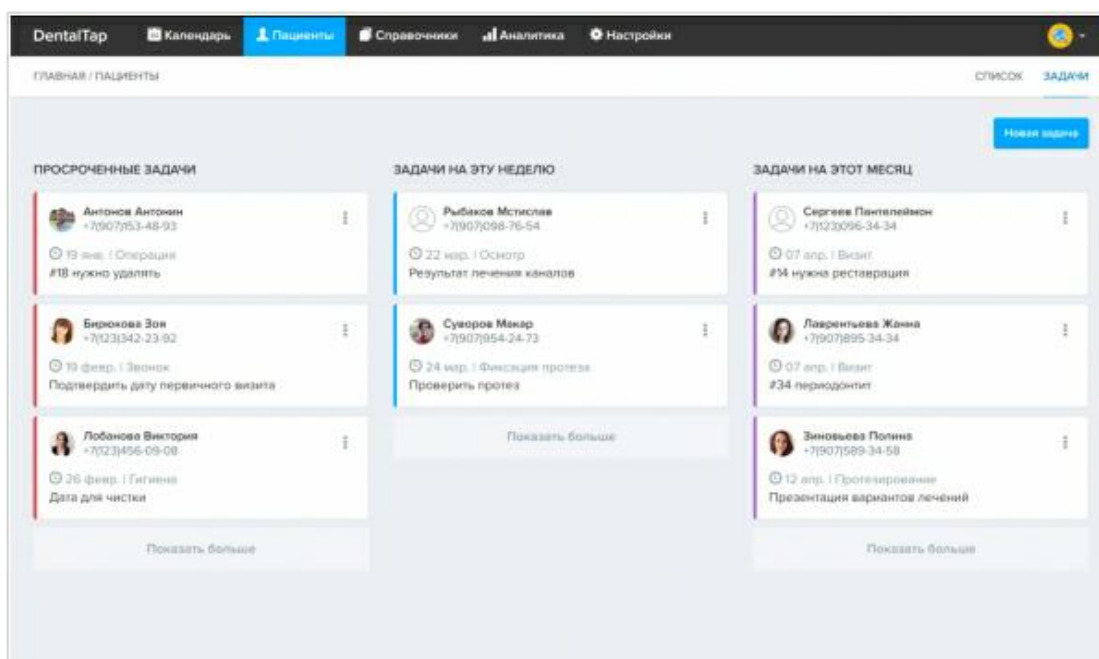 DentalTap Календарь Пациенты Справочники Аналитика Настройки
ГЛАВНАЯ / ПАЦИЕНТЫ СПИСОК ЗАДАЧИ
Новая задача
ПРОСРОЧЕННЫЕ ЗАДАЧИ
Антонов Антонин
+7(907)153-48-93
19 янв. | Операция
#18 нужно удалять
Бирюкова Зоя
+7(123)342-23-92
19 февр. | Звонок
Подтвердить дату первичного визита
Лобанова Виктория
+7(123)456-09-08
26 февр. | Гигиена
Дата для чистки
Показать больше
ЗАДАЧИ НА ЭТУ НЕДЕЛЮ
Рыбаков Мстислав
+7(907)098-76-54
22 мар. | Осмотр
Результат лечения каналов
Суворов Макар
+7(907)954-24-73
24 мар. | Фиксация протеза
Проверить протез
Показать больше
ЗАДАЧИ НА ЭТОТ МЕСЯЦ
Сергеев Пантелеймон
+7(123)096-34-34
07 апр. | Визит
#14 нужна реставрация
Лаврентьева Жанна
+7(907)895-34-34
07 апр. | Визит
#34 периодонтит
Зиновьева Полина
+7(907)589-34-58
12 апр. | Протезирование
Презентация вариантов лечений
Показать больше